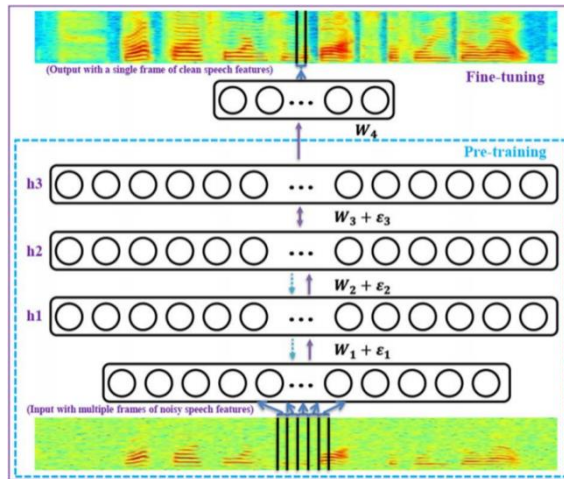 (Output with a single frame of clean speech features)
Fine-tuning
...
W₄
Pre-training
h3
...
W₃ + ε₃
h2
...
W₂ + ε₂
h1
...
W₁ + ε₁
...
(Input with multiple frames of noisy speech features)